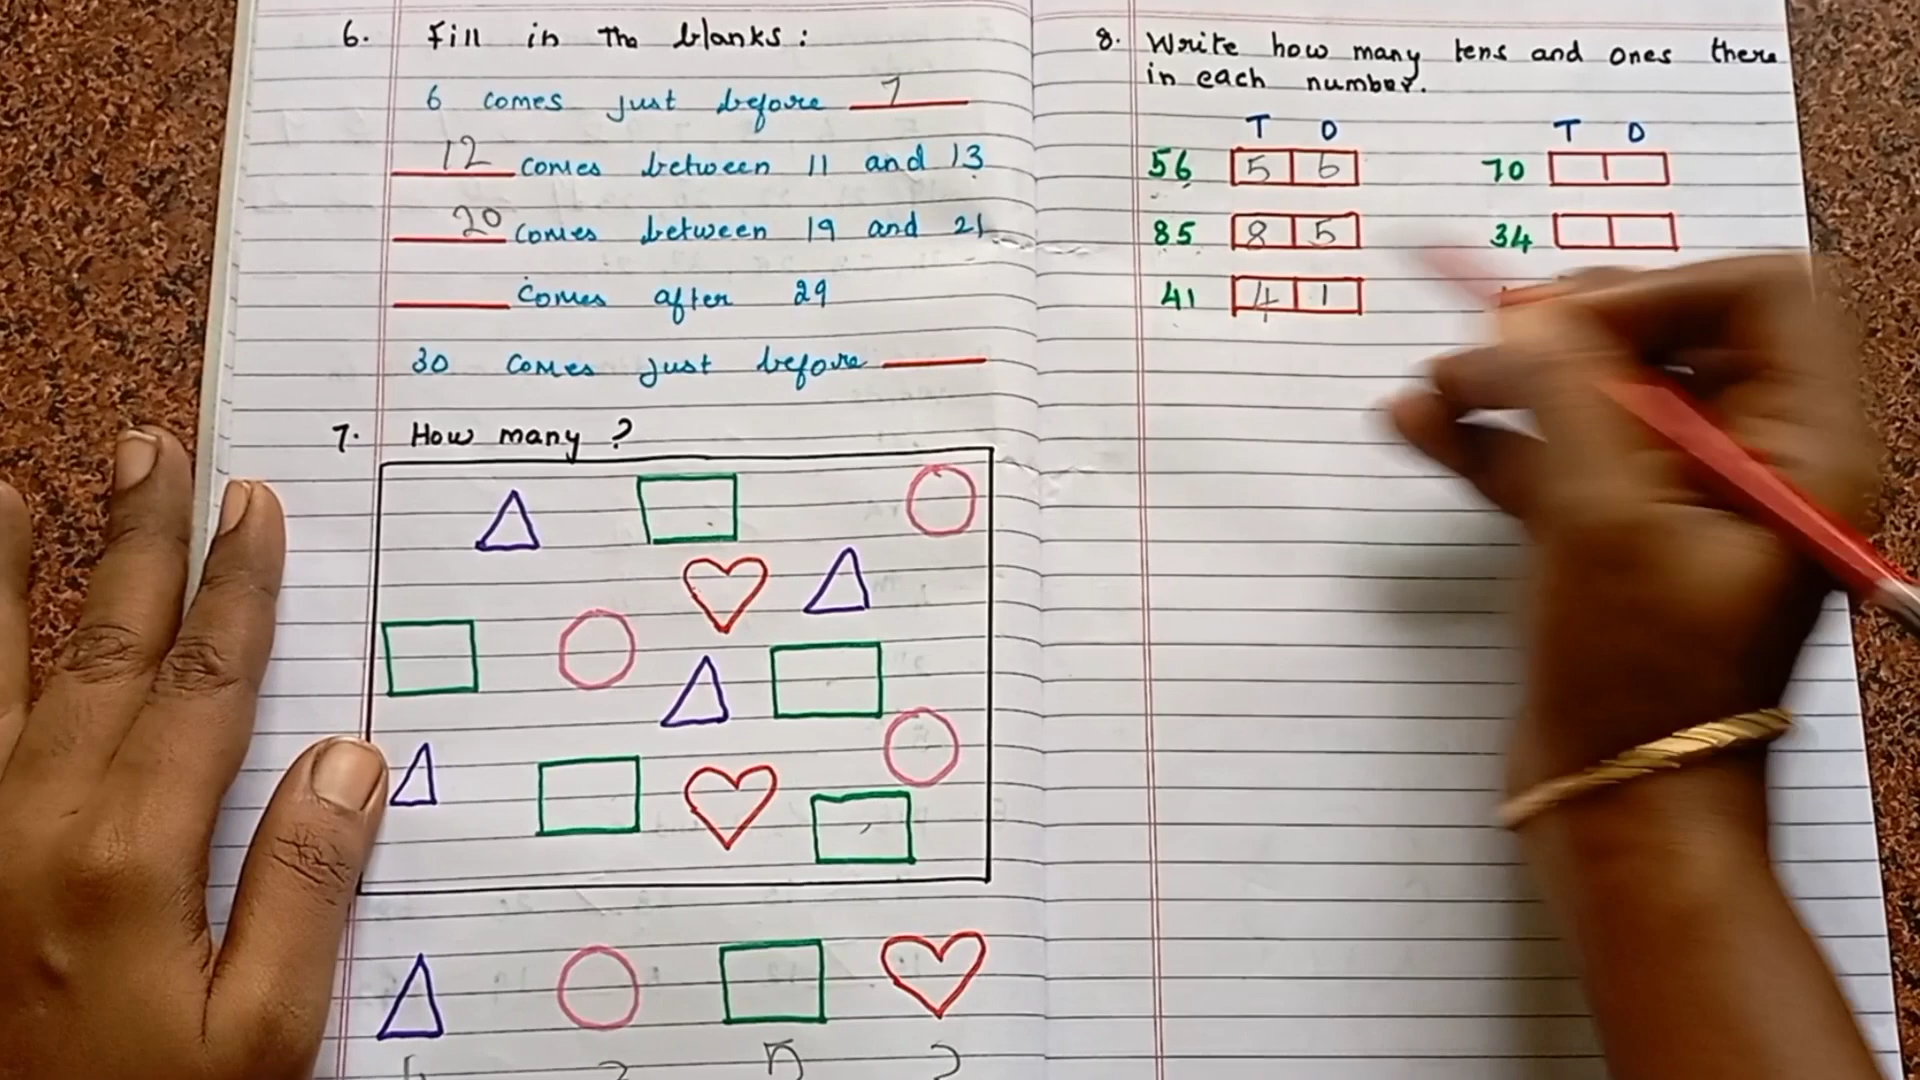 6. Fill in the blanks:
6 comes just before 7
12 comes between 11 and 13
20 comes between 19 and 21
comes after 29
30 comes just before
7. How many ?
8. Write how many tens and ones there
in each number.
T O T O
56 5 6 70
85 8 5 34
41 4 1